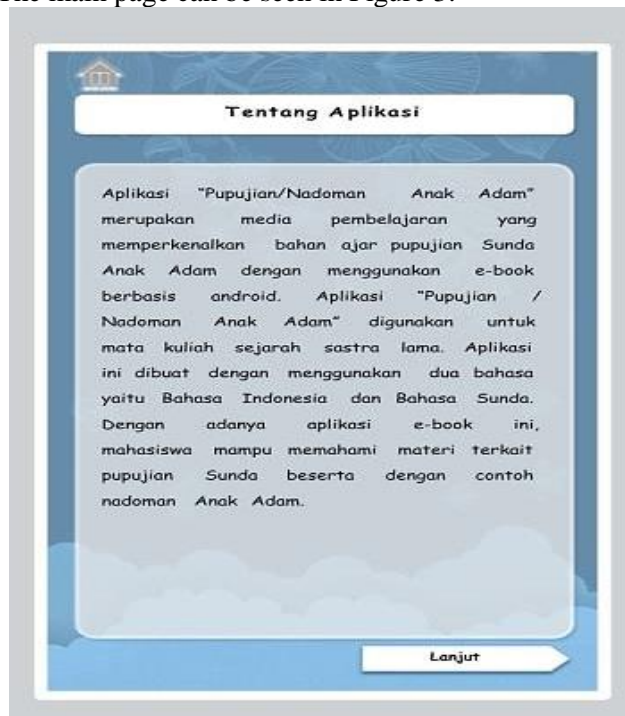 The main page can be seen in Figure 3.
Tentang Aplikasi
Aplikasi "Pupujian/Nadoman Anak Adam"
merupakan media pembelajaran yang
memperkenalkan bahan ajar pupujian Sunda
Anak Adam dengan menggunakan e-book
berbasis android. Aplikasi "Pupujian /
Nadoman Anak Adam" digunakan untuk
mata kuliah sejarah sastra lama. Aplikasi
ini dibuat dengan menggunakan dua bahasa
yaitu Bahasa Indonesia dan Bahasa Sunda.
Dengan adanya aplikasi e-book ini,
mahasiswa mampu memahami materi terkait
pupujian Sunda beserta dengan contoh
nadoman Anak Adam.
Lanjut